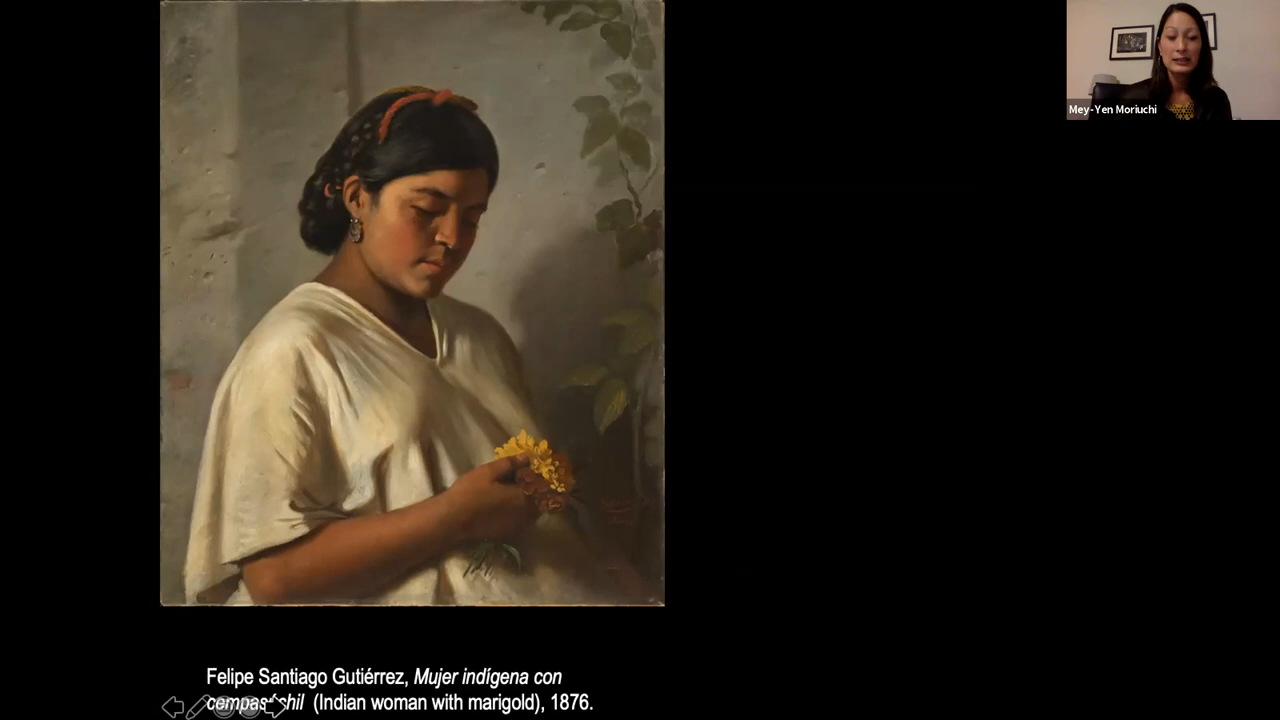 Mey-Yen Moriuchi
Felipe Santiago Gutiérrez, Mujer indígena con
(Indian woman with marigold), 1876.